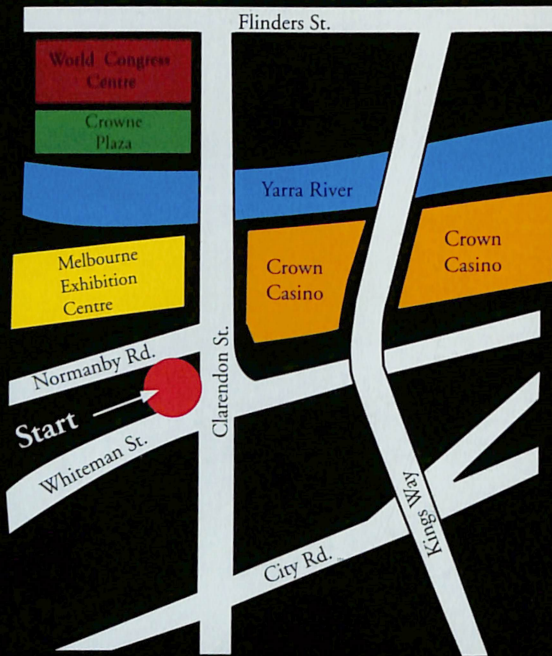 Flinders St.
World Congress
Centre
Crowne
Plaza
Yarra River
Melbourne
Exhibition
Centre
Crown
Casino
Crown
Casino
Normanby Rd.
Clarendon St.
Start
Whiteman St.
Kings Way
City Rd.